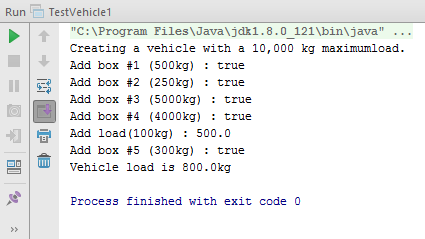 Run TestVehicle1
"C:\Program Files\Java\jdk1.8.0_121\bin\java" ...
Creating a vehicle with a 10,000 kg maximumload.
Add box #1 (500kg) : true
Add box #2 (250kg) : true
Add box #3 (5000kg) : true
Add box #4 (4000kg) : true
Add load(100kg) : 500.0
Add box #5 (300kg) : true
Vehicle load is 800.0kg
Process finished with exit code 0